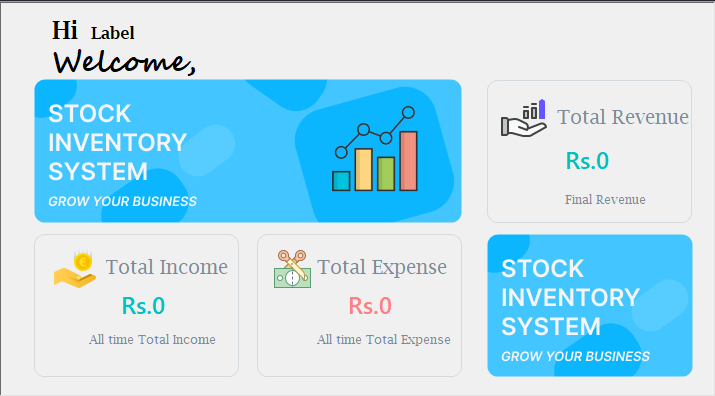 Hi Label
Welcome,
STOCK
INVENTORY
SYSTEM
GROW YOUR BUSINESS
Total Revenue
Rs.0
Final Revenue
Total Income
Rs.0
All time Total Income
Total Expense
Rs.0
All time Total Expense
STOCK
INVENTORY
SYSTEM
GROW YOUR BUSINESS